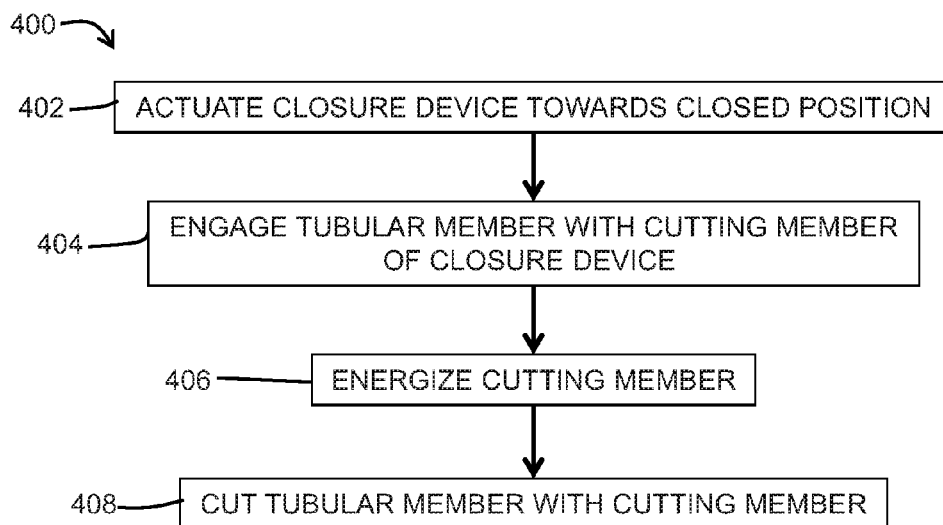 400
402
ACTUATE CLOSURE DEVICE TOWARDS CLOSED POSITION
404
ENGAGE TUBULAR MEMBER WITH CUTTING MEMBER
OF CLOSURE DEVICE
406
ENERGIZE CUTTING MEMBER
408
CUT TUBULAR MEMBER WITH CUTTING MEMBER